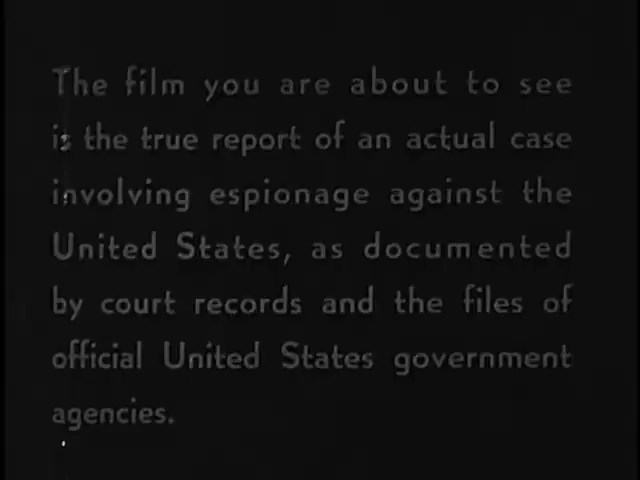 The film you are about to see
is the true report of an actual case
involving espionage against the
United States, as documented
by court records and the files of
official United States government
agencies.